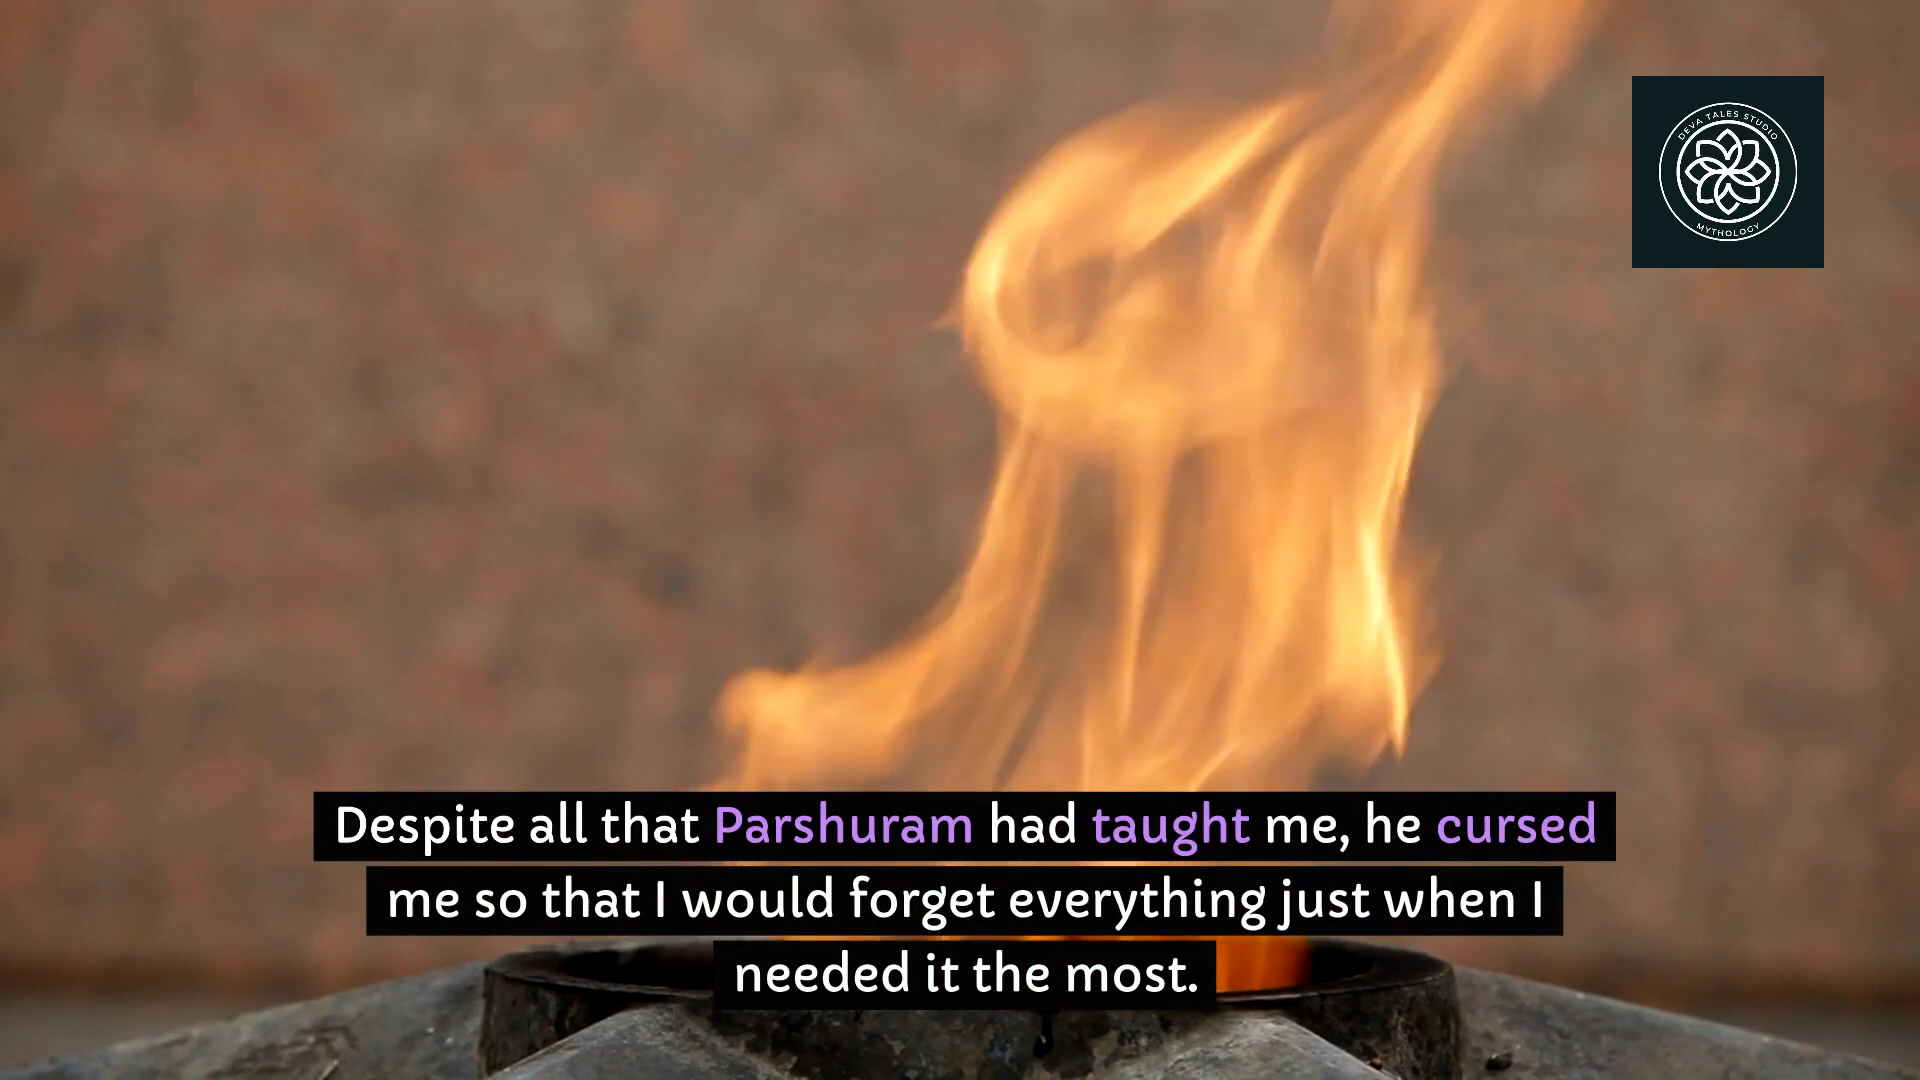 DEVA TALES STUDIO
MYTHOLOGY
Despite all that Parshuram had taught me, he cursed
me so that I would forget everything just when I
needed it the most.